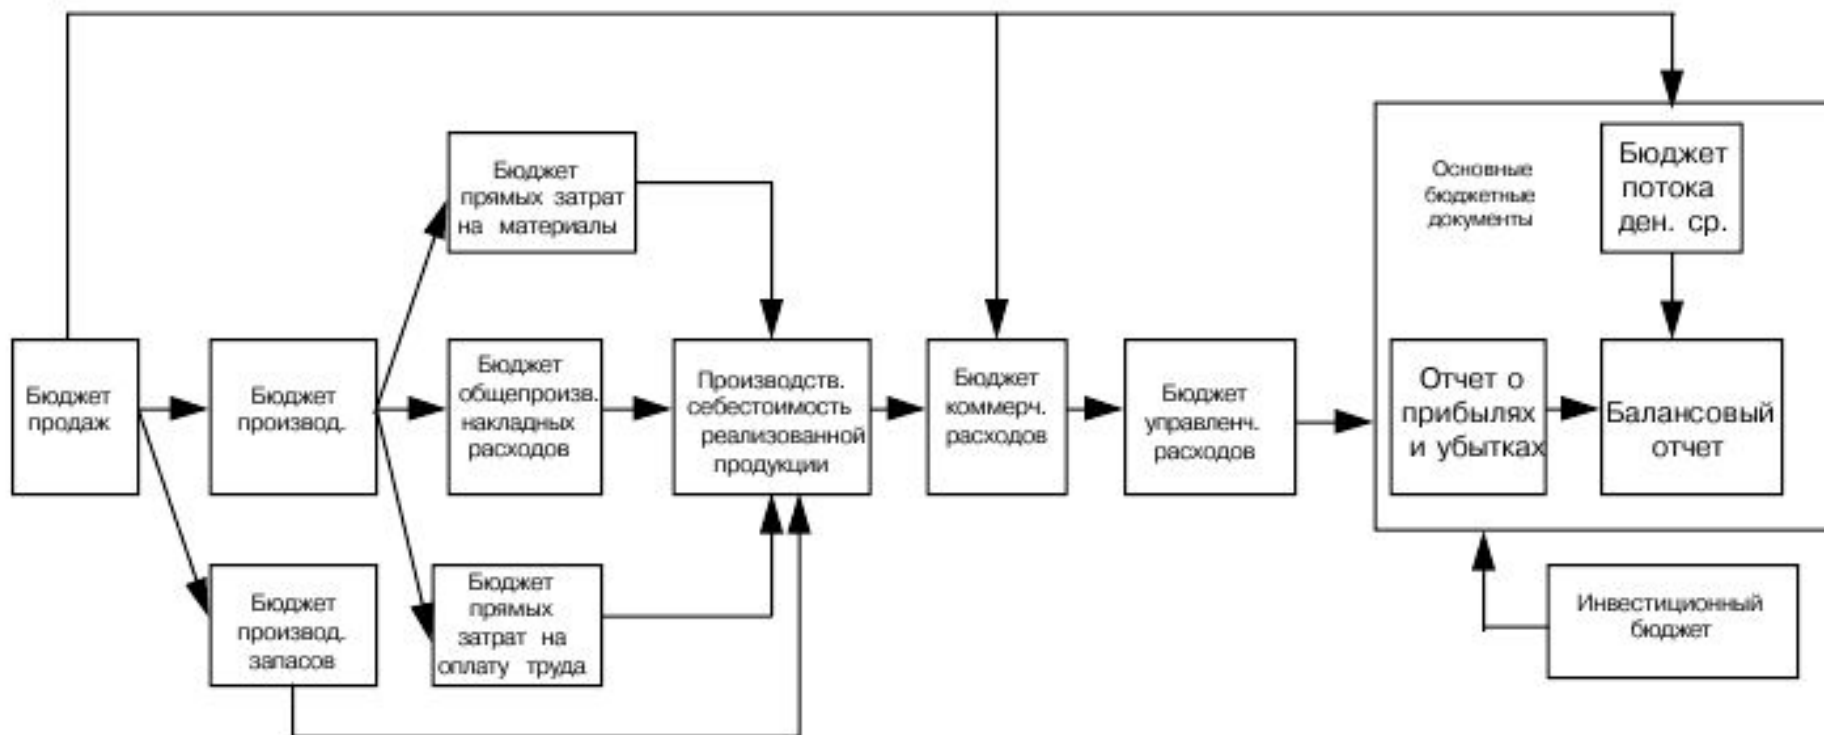 Бюджет
прямых затрат
на материалы
Основные
бюджетные
документы
Бюджет
потока
ден. ср.
Бюджет
продаж
Бюджет
производ.
Бюджет
общепроизв.
накладных
расходов
Производств.
себестоимость
реализованной
продукции
Бюджет
коммерч.
расходов
Бюджет
управленч.
расходов
Отчет о
прибылях
и убытках
Балансовый
отчет
Бюджет
производ.
запасов
Бюджет
прямых
затрат на
оплату труда
Инвестиционный
бюджет